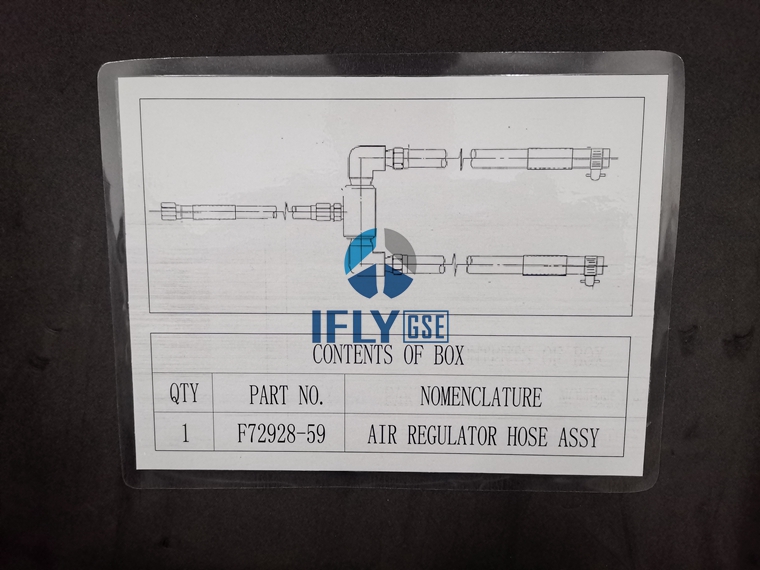 IFLY GSE
CONTENTS OF BOX
QTY PART NO. NOMENCLATURE
1 F72928-59 AIR REGULATOR HOSE ASSY